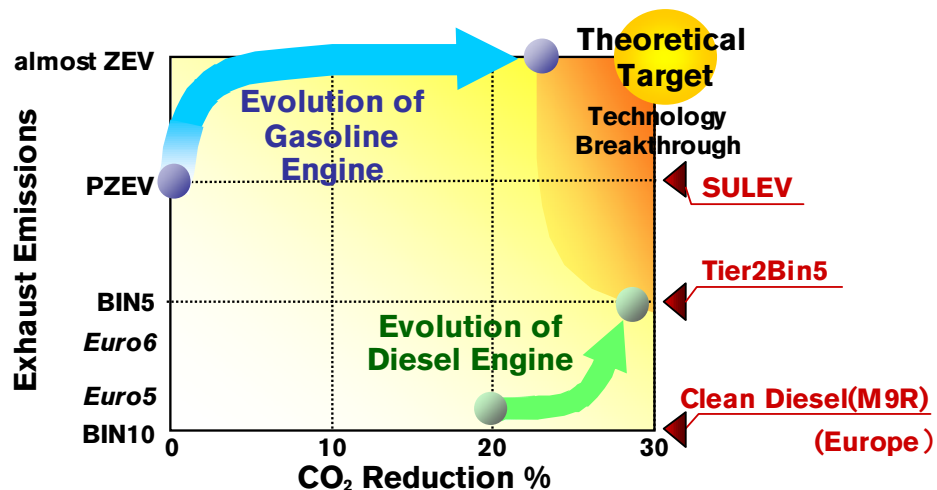 Exhaust Emissions
almost ZEV
PZEV
BIN5
Euro6
Euro5
BIN10
0
10
20
30
CO₂ Reduction %
Evolution of
Gasoline
Engine
Evolution of
Diesel Engine
Theoretical
Target
Technology
Breakthrough
SULEV
Tier2Bin5
Clean Diesel(M9R)
(Europe)